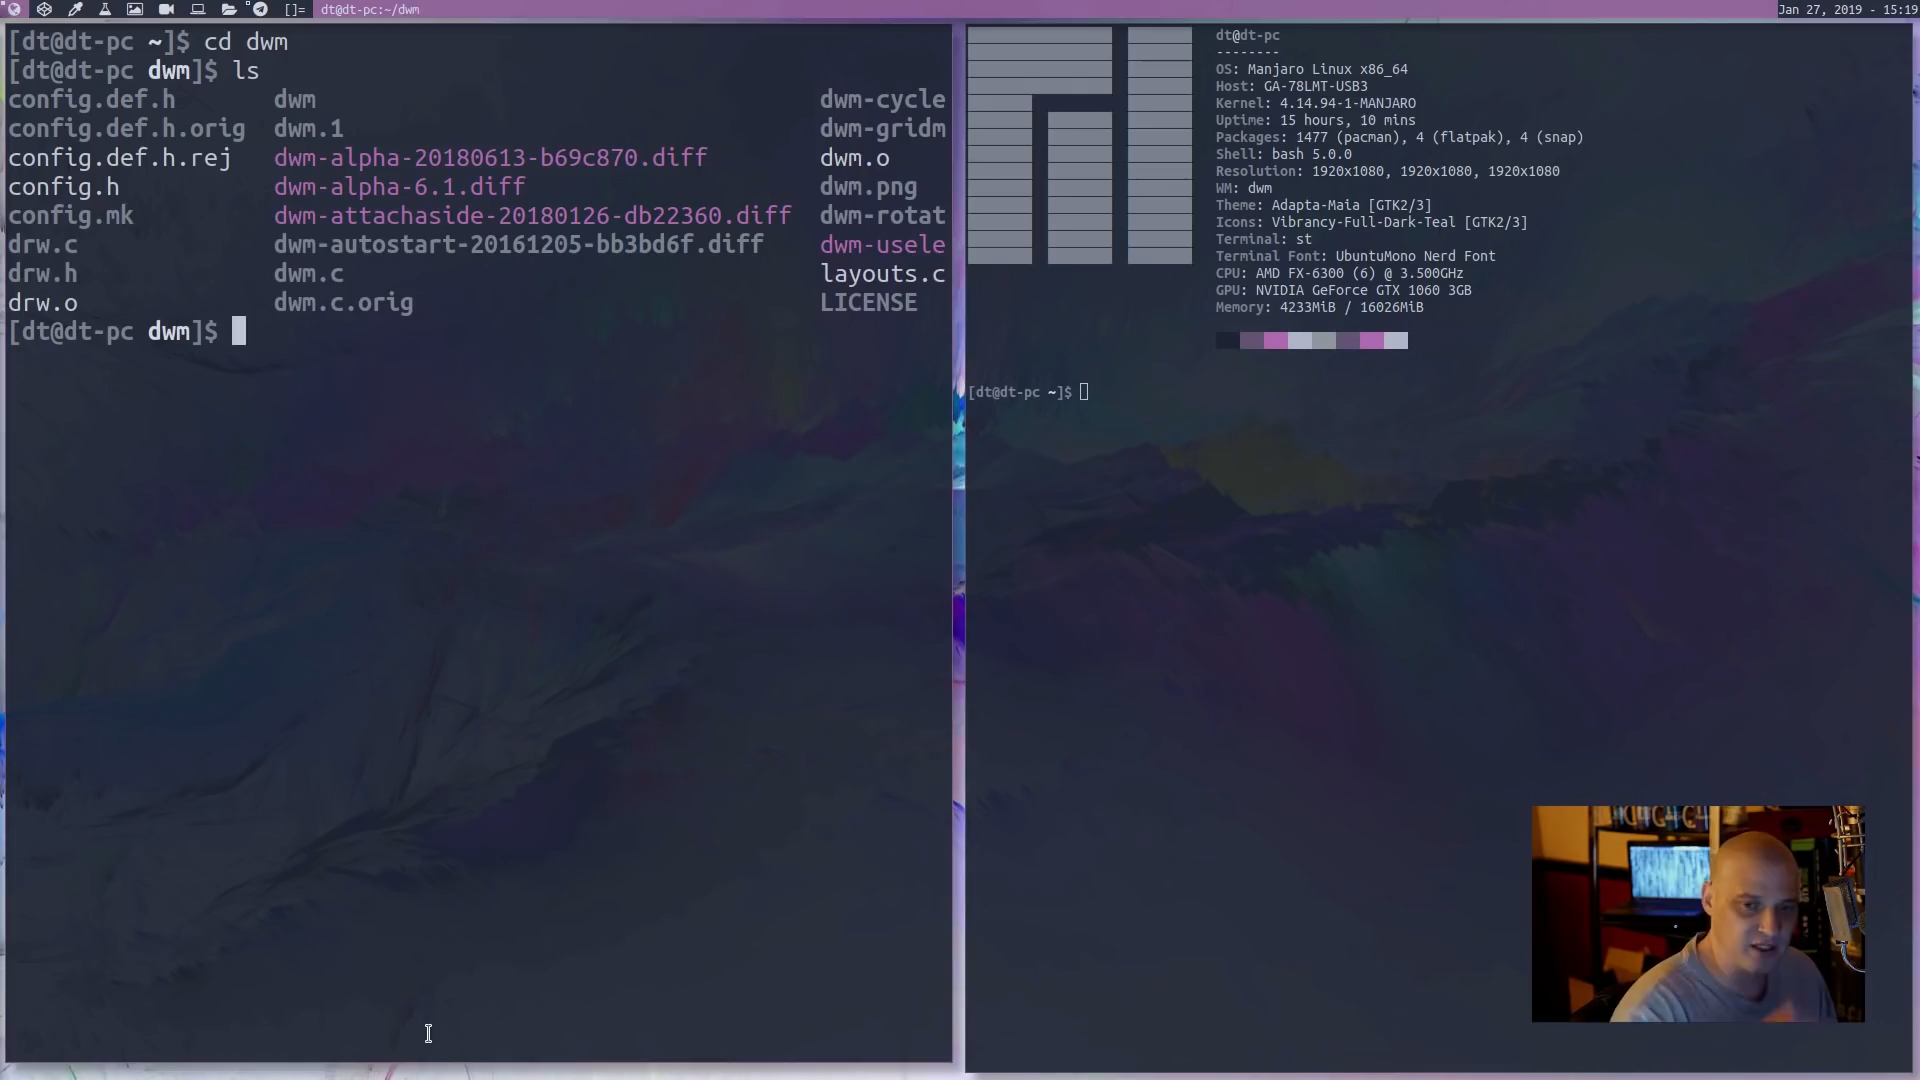 []= dt@dt-pc:~/dwm Jan 27, 2019 - 15:19
[dt@dt-pc ~]$ cd dwm
[dt@dt-pc dwm]$ ls
config.def.h dwm dwm-cycle
config.def.h.orig dwm.1 dwm-gridm
config.def.h.rej dwm-alpha-20180613-b69c870.diff dwm.o
config.h dwm-alpha-6.1.diff dwm.png
config.mk dwm-attachaside-20180126-db22360.diff dwm-rotat
drw.c dwm-autostart-20161205-bb3bd6f.diff dwm-usele
drw.h dwm.c layouts.c
drw.o dwm.c.orig LICENSE
[dt@dt-pc dwm]$
dt@dt-pc
--------
OS: Manjaro Linux x86_64
Host: GA-78LMT-USB3
Kernel: 4.14.94-1-MANJARO
Uptime: 15 hours, 10 mins
Packages: 1477 (pacman), 4 (flatpak), 4 (snap)
Shell: bash 5.0.0
Resolution: 1920x1080, 1920x1080, 1920x1080
WM: dwm
Theme: Adapta-Maia [GTK2/3]
Icons: Vibrancy-Full-Dark-Teal [GTK2/3]
Terminal: st
Terminal Font: UbuntuMono Nerd Font
CPU: AMD FX-6300 (6) @ 3.500GHz
GPU: NVIDIA GeForce GTX 1060 3GB
Memory: 4233MiB / 16026MiB
[dt@dt-pc ~]$